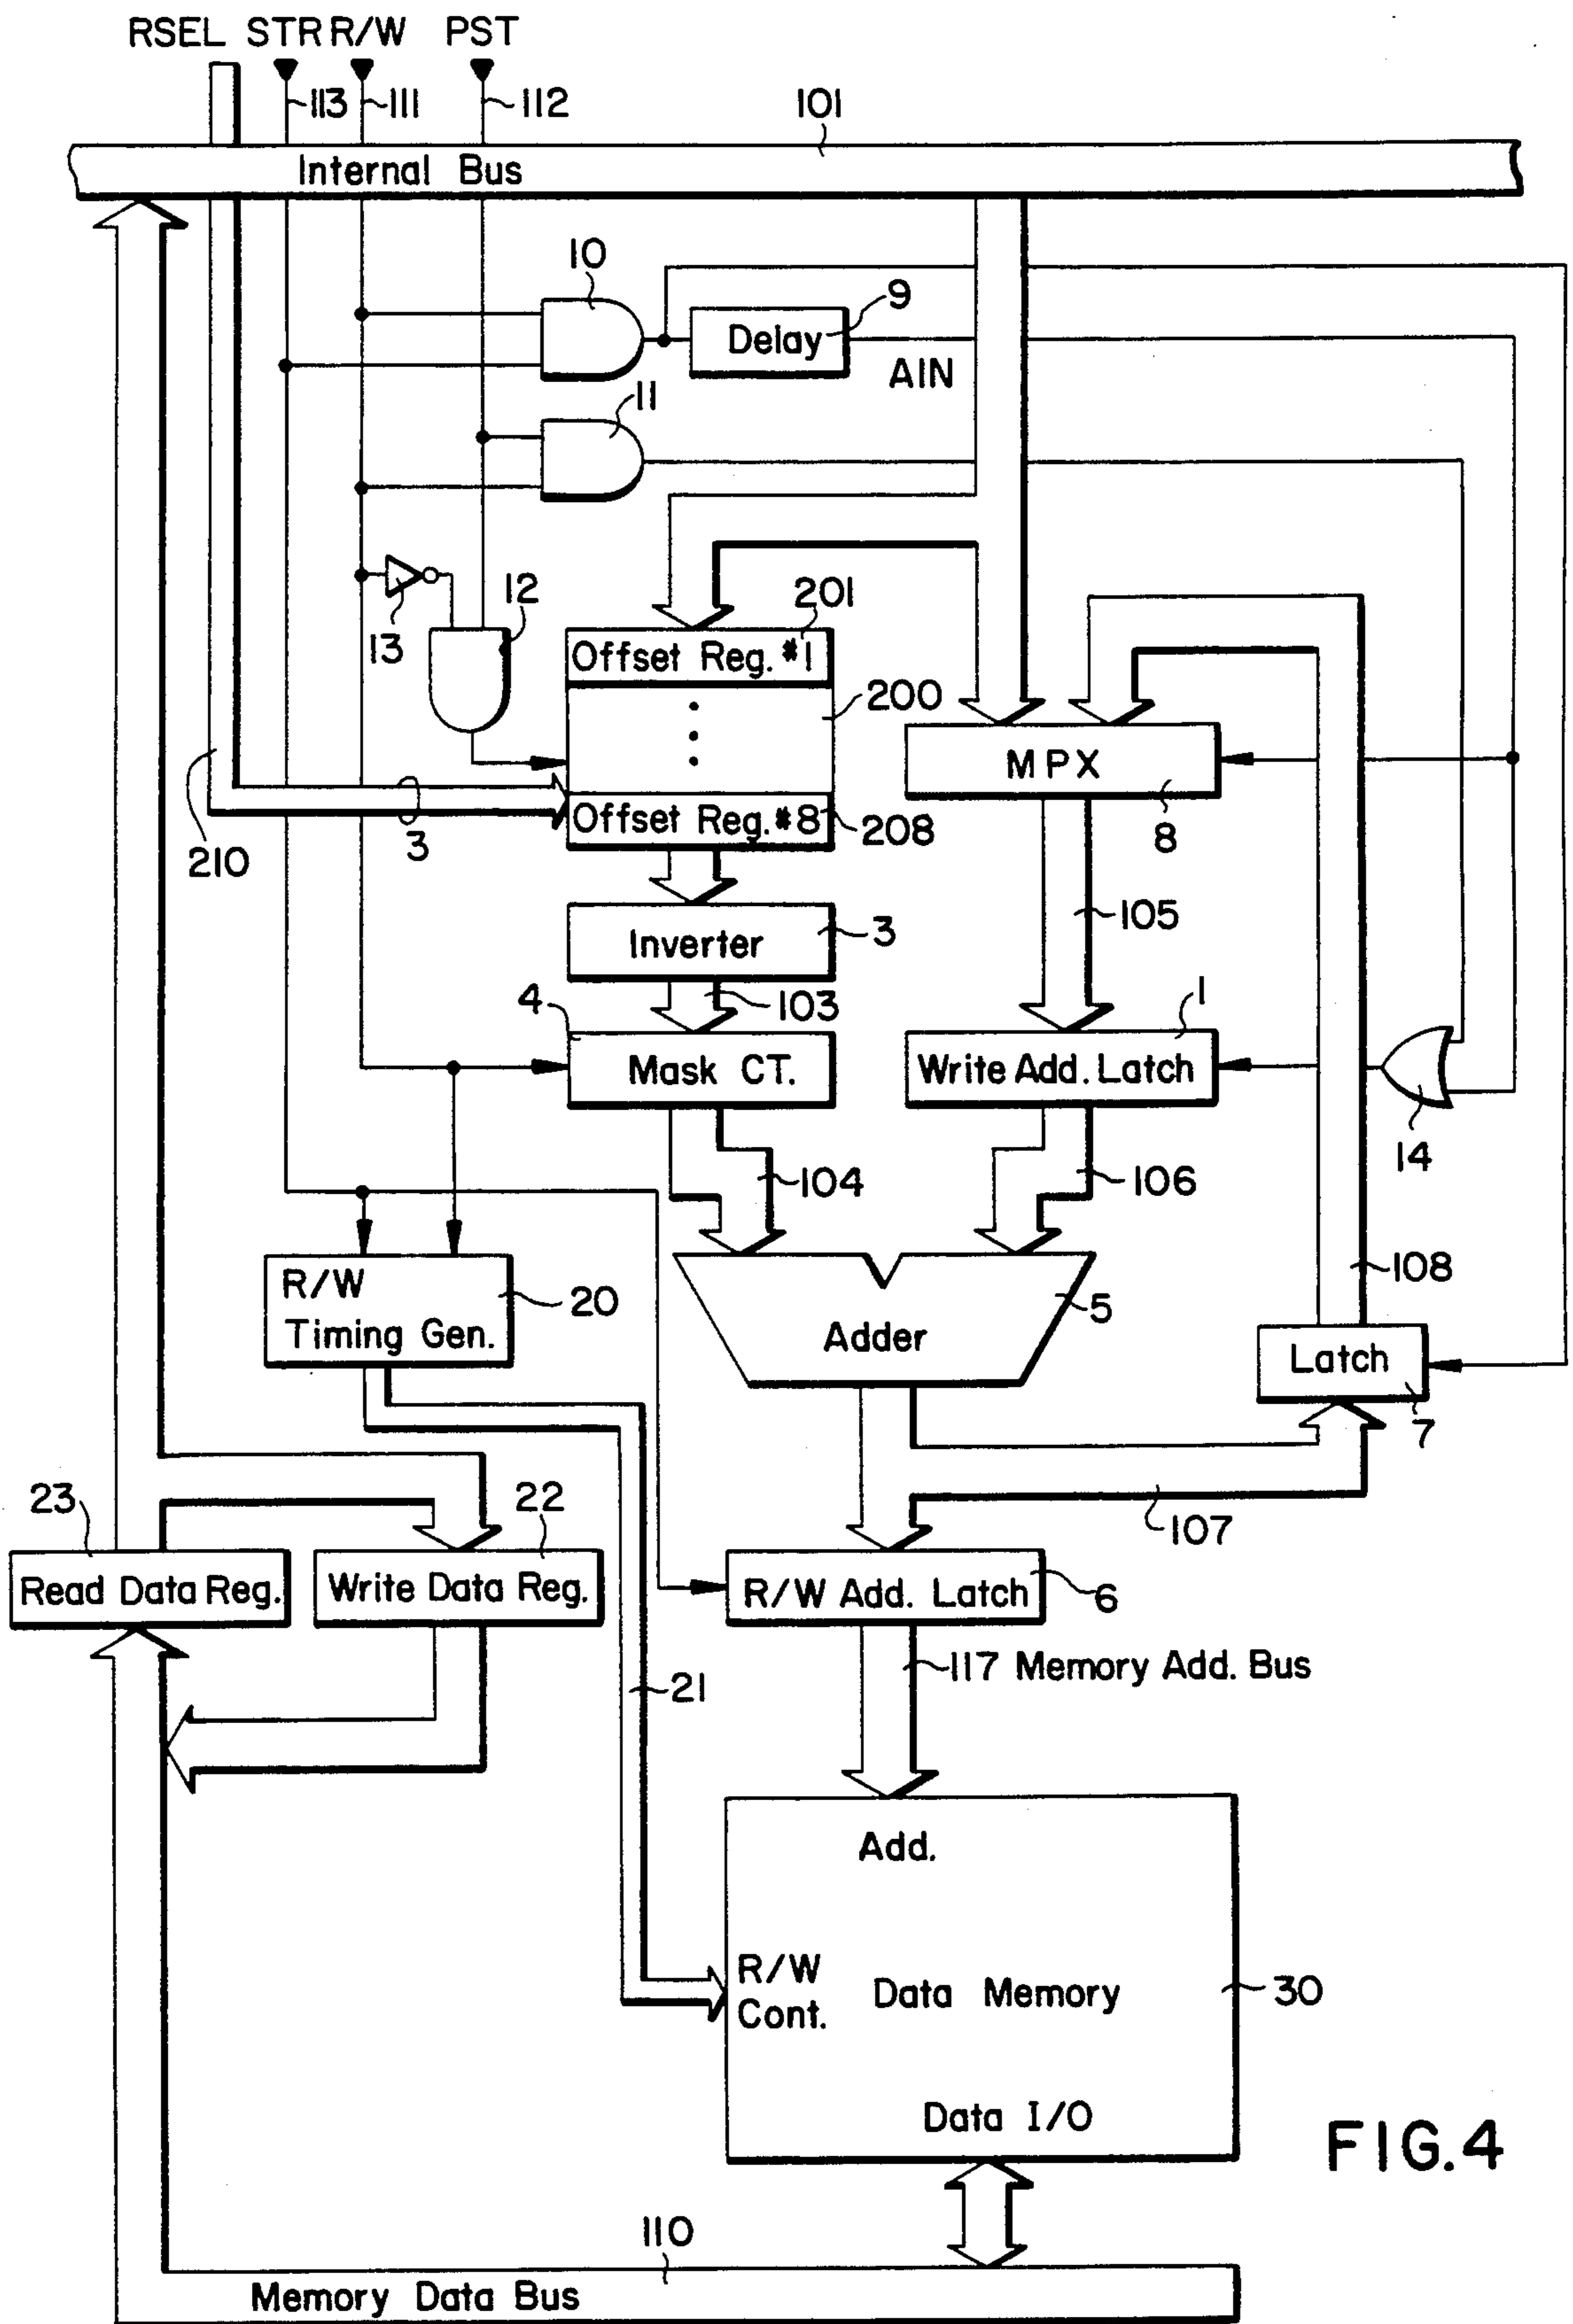 RSEL STR R/W PST
113 111 112 101
Internal Bus
10
9
Delay
AIN
11
12
13
201
Offset Reg. #1
200
MPX
8
Offset Reg. #8
208
3
210
105
Inverter
3
103
4
1
Mask CT.
Write Add. Latch
14
104
106
108
R/W
Timing Gen.
20
5
Adder
Latch
7
23
22
107
Read Data Reg.
Write Data Reg.
R/W Add. Latch
6
117 Memory Add. Bus
21
Add.
R/W
Cont.
Data Memory
30
Data I/O
FIG.4
110
Memory Data Bus